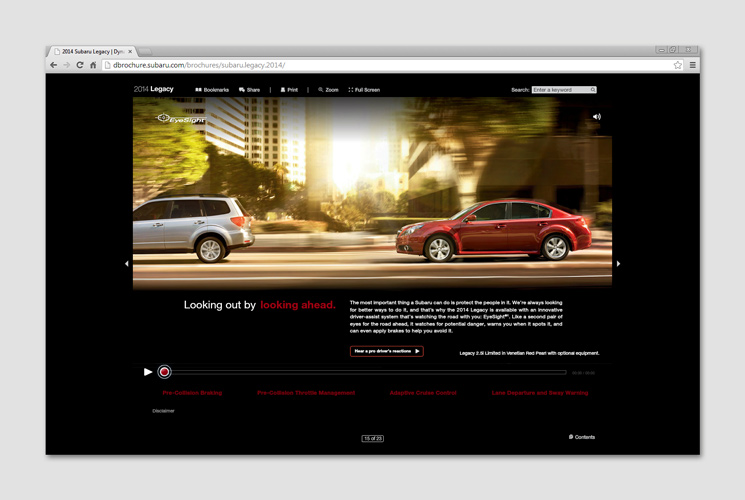 2014 Subaru Legacy | Dyn
dbrochure.subaru.com/brochures/subaru.legacy.2014/
2014 Legacy
Bookmarks
Share
Print
Zoom
Full Screen
Search:
Enter a keyword
EyeSight
Looking out by looking ahead.
The most important thing a Subaru can do is protect the people in it. We're always looking
for better ways to do it, and that's why the 2014 Legacy is available with an innovative
driver-assist system that's watching the road with you: EyeSight℠. Like a second pair of
eyes for the road ahead, it watches for potential danger, warns you when it spots it, and
can even apply brakes to help you avoid it.
Hear a pro driver's reactions
Legacy 2.5i Limited in Venetian Red Pearl with optional equipment.
Pre-Collision Braking
Pre-Collision Throttle Management
Adaptive Cruise Control
Lane Departure and Sway Warning
Disclaimer
15 of 23
Contents